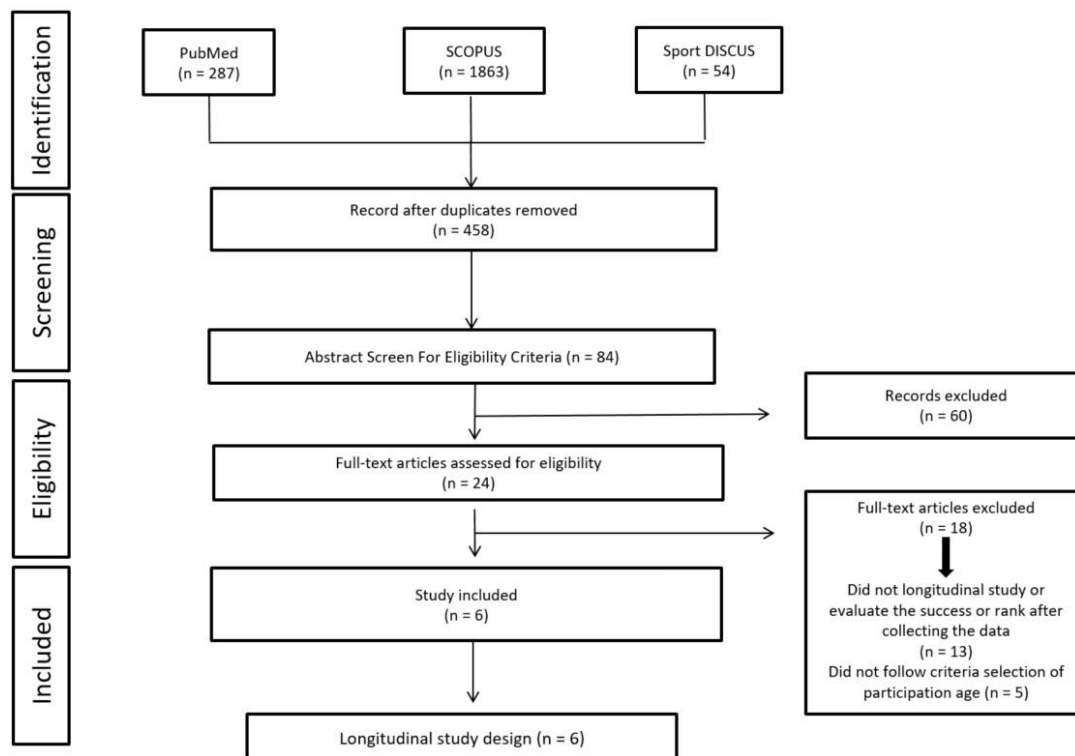 Identification
PubMed
(n = 287)
SCOPUS
(n = 1863)
Sport DISCUS
(n = 54)
Screening
Record after duplicates removed
(n = 458)
Abstract Screen For Eligibility Criteria (n = 84)
Eligibility
Records excluded
(n = 60)
Full-text articles assessed for eligibility
(n = 24)
Full-text articles excluded
(n = 18)
Did not longitudinal study or
evaluate the success or rank after
collecting the data
(n = 13)
Did not follow criteria selection of
participation age (n = 5)
Included
Study included
(n = 6)
Longitudinal study design (n = 6)